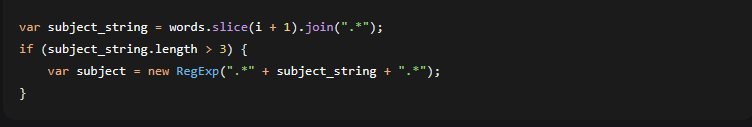 var subject_string = words.slice(i + 1).join(".*");
if (subject_string.length > 3) {
    var subject = new RegExp(".*" + subject_string + ".*");
}